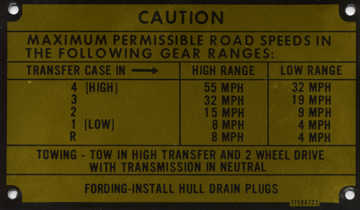 CAUTION
MAXIMUM PERMISSIBLE ROAD SPEEDS IN
THE FOLLOWING GEAR RANGES:
TRANSFER CASE IN → HIGH RANGE LOW RANGE
4 (HIGH) 55 MPH 32 MPH
3 32 MPH 19 MPH
2 15 MPH 9 MPH
1 (LOW) 8 MPH 4 MPH
R 8 MPH 4 MPH
TOWING - TOW IN HIGH TRANSFER AND 2 WHEEL DRIVE
WITH TRANSMISSION IN NEUTRAL
FORDING-INSTALL HULL DRAIN PLUGS